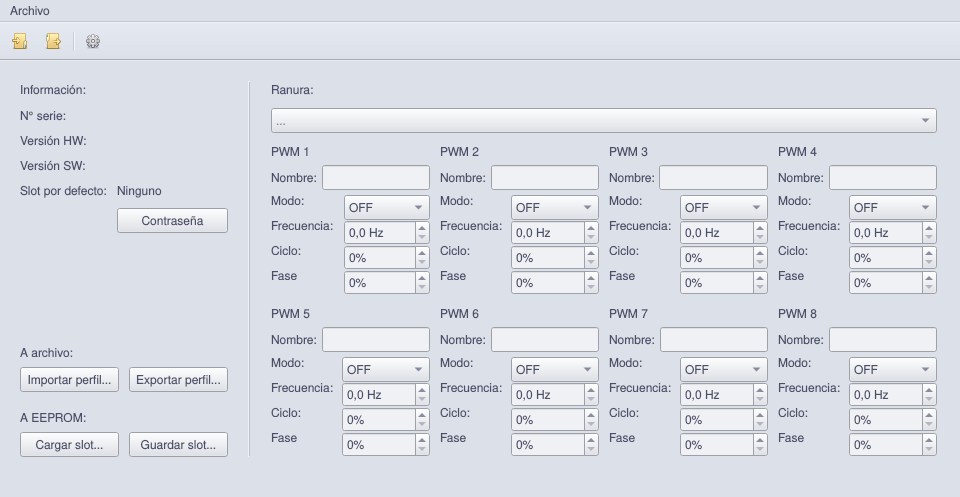 Archivo
Información:
N° serie:
Versión HW:
Versión SW:
Slot por defecto: Ninguno
Contraseña
A archivo:
Importar perfil... Exportar perfil...
A EEPROM:
Cargar slot... Guardar slot...
Ranura:
...
PWM 1 PWM 2 PWM 3 PWM 4
Nombre: Nombre: Nombre: Nombre:
Modo: OFF Modo: OFF Modo: OFF Modo: OFF
Frecuencia: 0,0 Hz Frecuencia: 0,0 Hz Frecuencia: 0,0 Hz Frecuencia: 0,0 Hz
Ciclo: 0% Ciclo: 0% Ciclo: 0% Ciclo: 0%
Fase 0% Fase 0% Fase 0% Fase 0%
PWM 5 PWM 6 PWM 7 PWM 8
Nombre: Nombre: Nombre: Nombre:
Modo: OFF Modo: OFF Modo: OFF Modo: OFF
Frecuencia: 0,0 Hz Frecuencia: 0,0 Hz Frecuencia: 0,0 Hz Frecuencia: 0,0 Hz
Ciclo: 0% Ciclo: 0% Ciclo: 0% Ciclo: 0%
Fase 0% Fase 0% Fase 0% Fase 0%